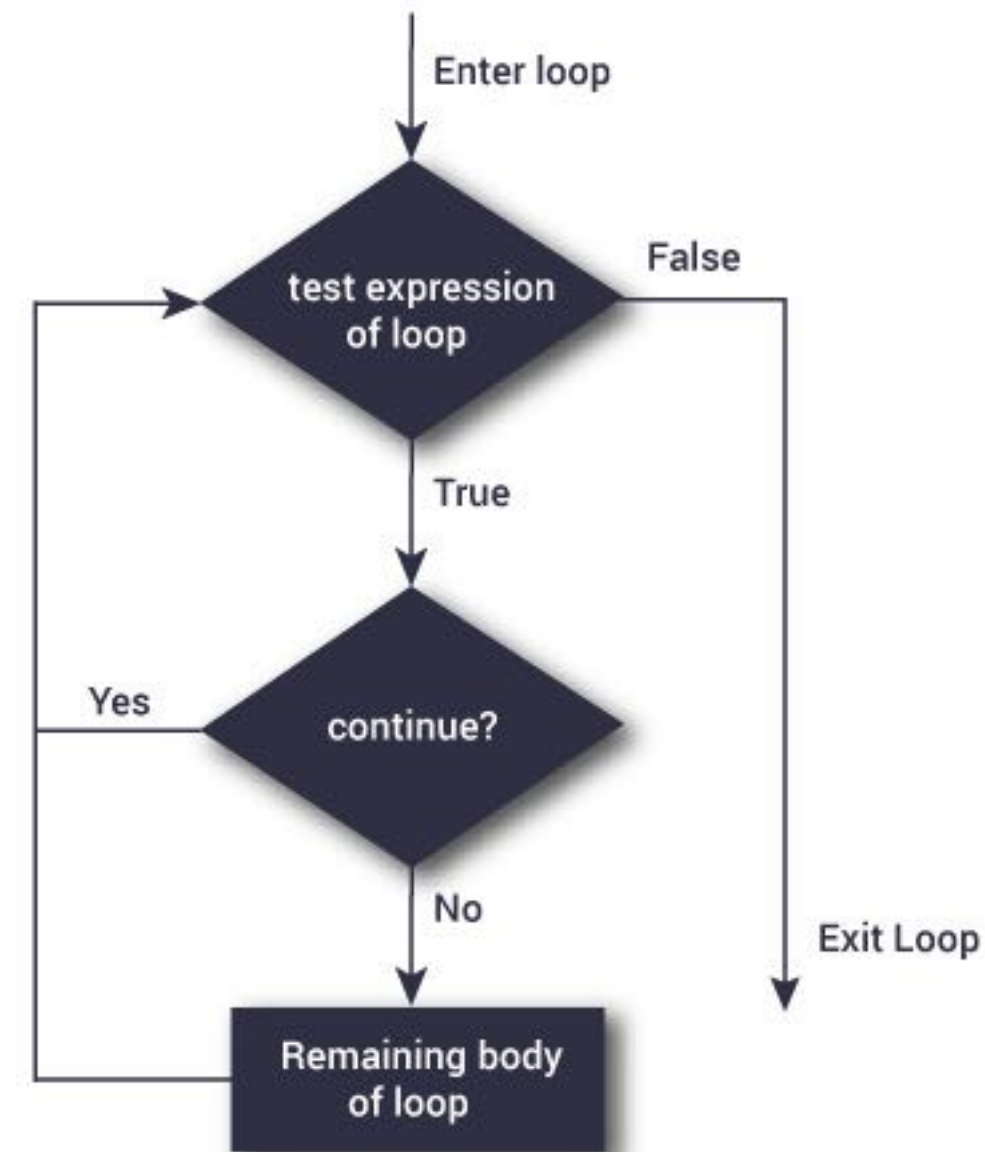 Enter loop
False
test expression
of loop
True
Yes
continue?
No
Exit Loop
Remaining body
of loop